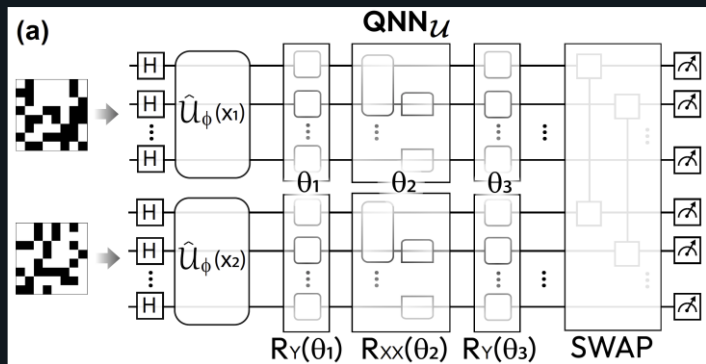 (a)
QNN𝒰
H
Û_ϕ(x₁)
H
H
θ₁ θ₂ θ₃
H
Û_ϕ(x₂)
H
H
R_Y(θ₁) R_XX(θ₂) R_Y(θ₃) SWAP